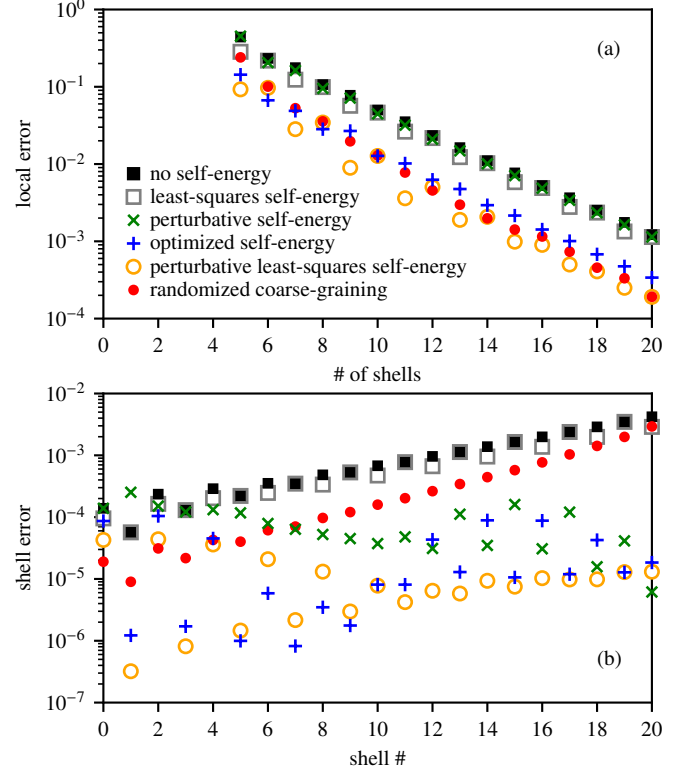 10⁰
10⁻¹
10⁻²
10⁻³
10⁻⁴
local error
(a)
no self-energy
least-squares self-energy
perturbative self-energy
optimized self-energy
perturbative least-squares self-energy
randomized coarse-graining
0 2 4 6 8 10 12 14 16 18 20
# of shells
10⁻²
10⁻³
10⁻⁴
10⁻⁵
10⁻⁶
10⁻⁷
shell error
(b)
0 2 4 6 8 10 12 14 16 18 20
shell #